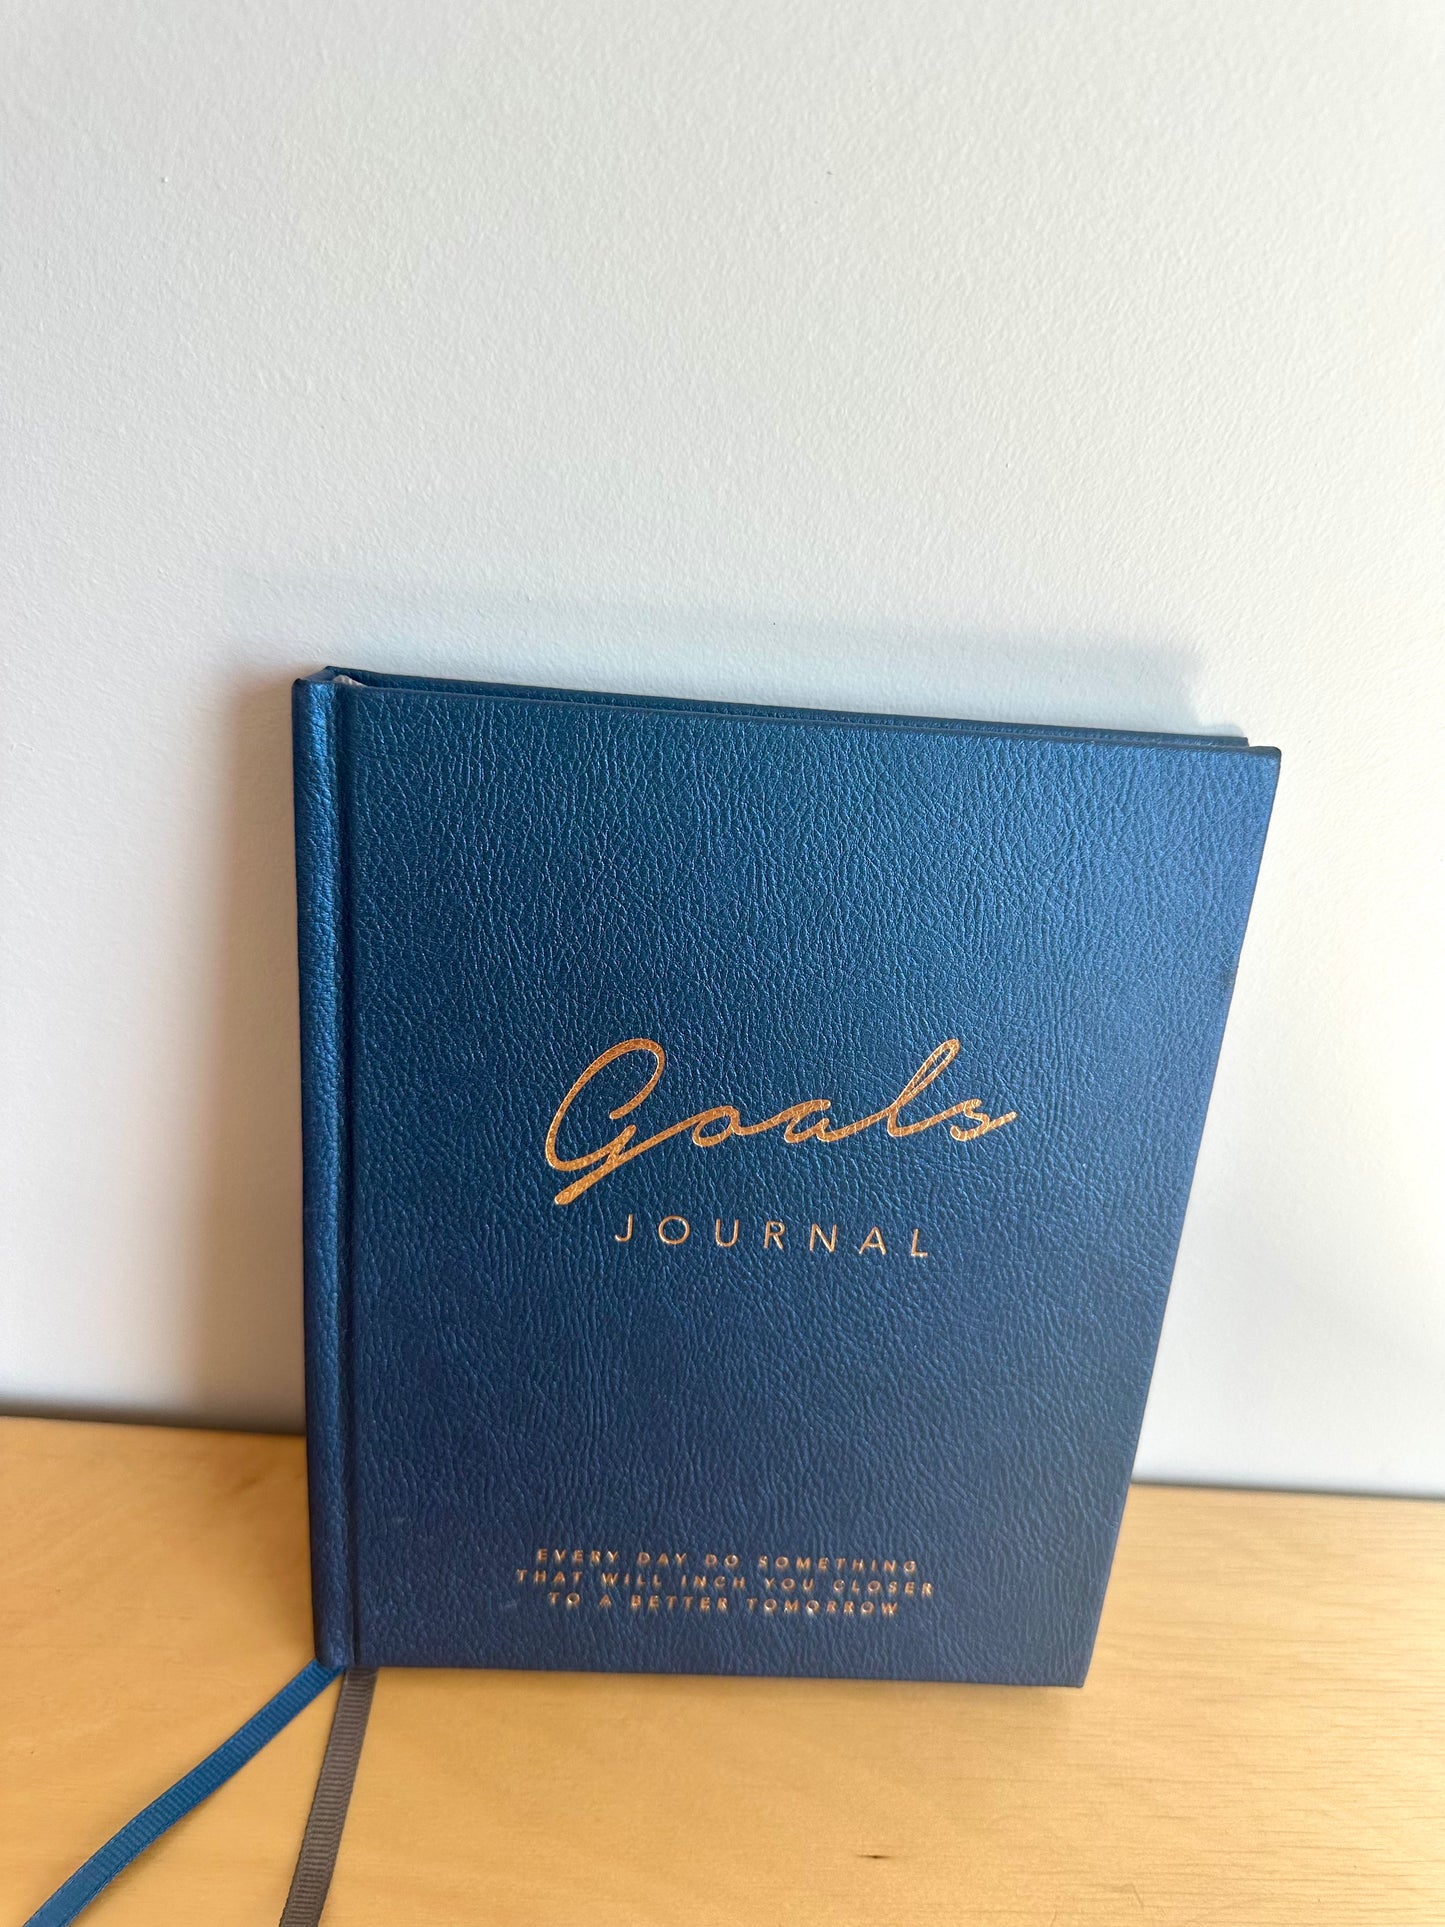 Goals
JOURNAL
EVERY DAY DO SOMETHING
THAT WILL INCH YOU CLOSER
TO A BETTER TOMORROW